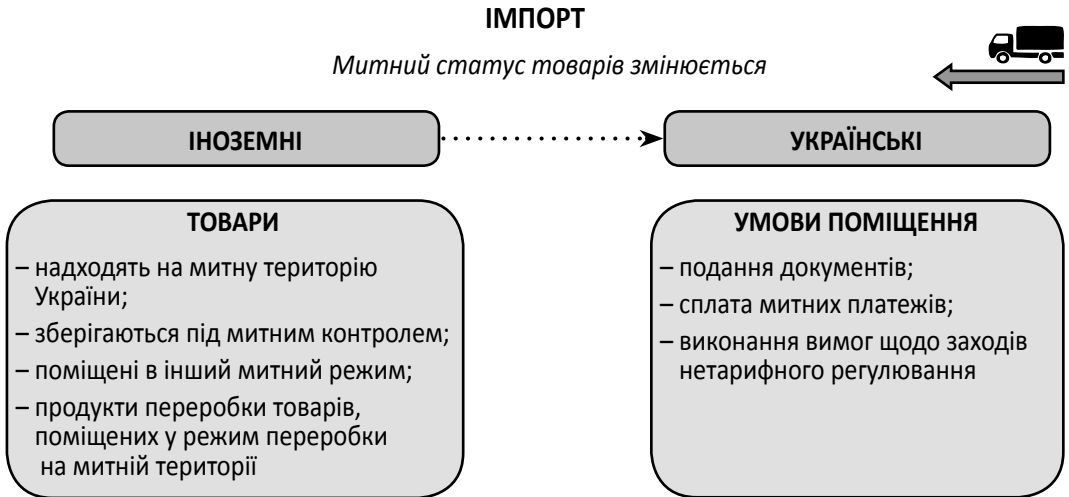 ІМПОРТ
Митний статус товарів змінюється
ІНОЗЕМНІ
УКРАЇНСЬКІ
ТОВАРИ
– надходять на митну територію
України;
– зберігаються під митним контролем;
– поміщені в інший митний режим;
– продукти переробки товарів,
поміщених у режим переробки
на митній території
УМОВИ ПОМІЩЕННЯ
– подання документів;
– сплата митних платежів;
– виконання вимог щодо заходів
нетарифного регулювання